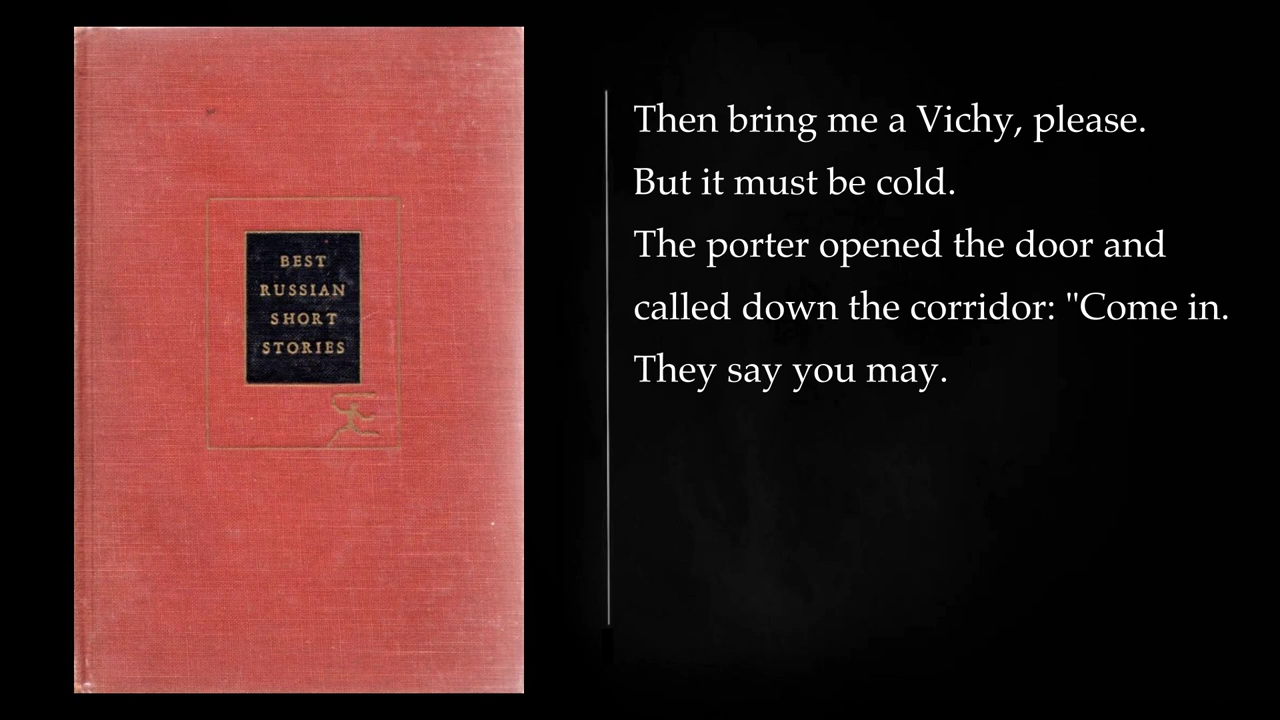 BEST
RUSSIAN
SHORT
STORIES
Then bring me a Vichy, please.
But it must be cold.
The porter opened the door and
called down the corridor: "Come in.
They say you may.